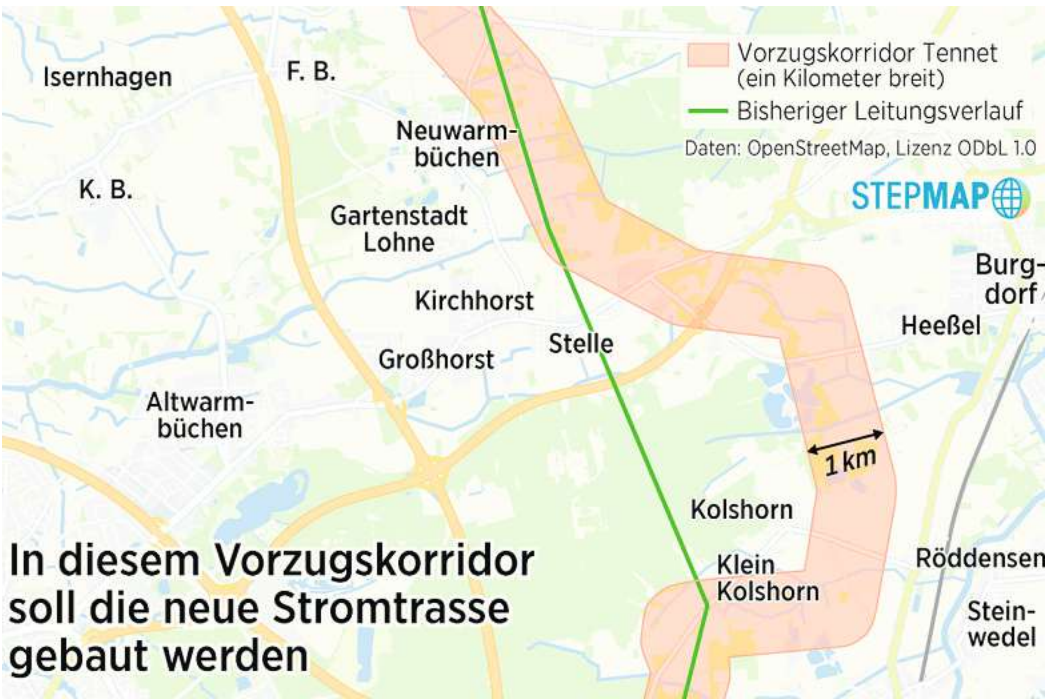 Vorzugskorridor Tennet
(ein Kilometer breit)
Bisheriger Leitungsverlauf
Daten: OpenStreetMap, Lizenz ODbL 1.0
STEPMAP
Isernhagen
F. B.
K. B.
Neuwarm-
büchen
Gartenstadt
Lohne
Kirchhorst
Großhorst
Stelle
Burg-
dorf
Heeßel
Altwarm-
büchen
1 km
Kolshorn
Klein
Kolshorn
Röddensen
Stein-
wedel
In diesem Vorzugskorridor
soll die neue Stromtrasse
gebaut werden